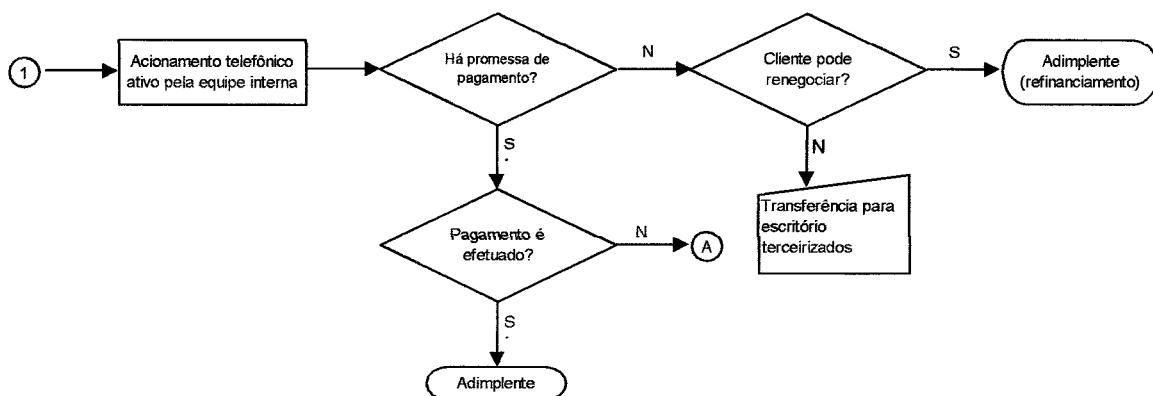 1
Acionamento telefônico
ativo pela equipe interna
Há promessa de
pagamento?
N
Cliente pode
renegociar?
S
Adimplente
(refinanciamento)
S
N
Transferência para
escritório
terceirizados
Pagamento é
efetuado?
N
A
S
Adimplente